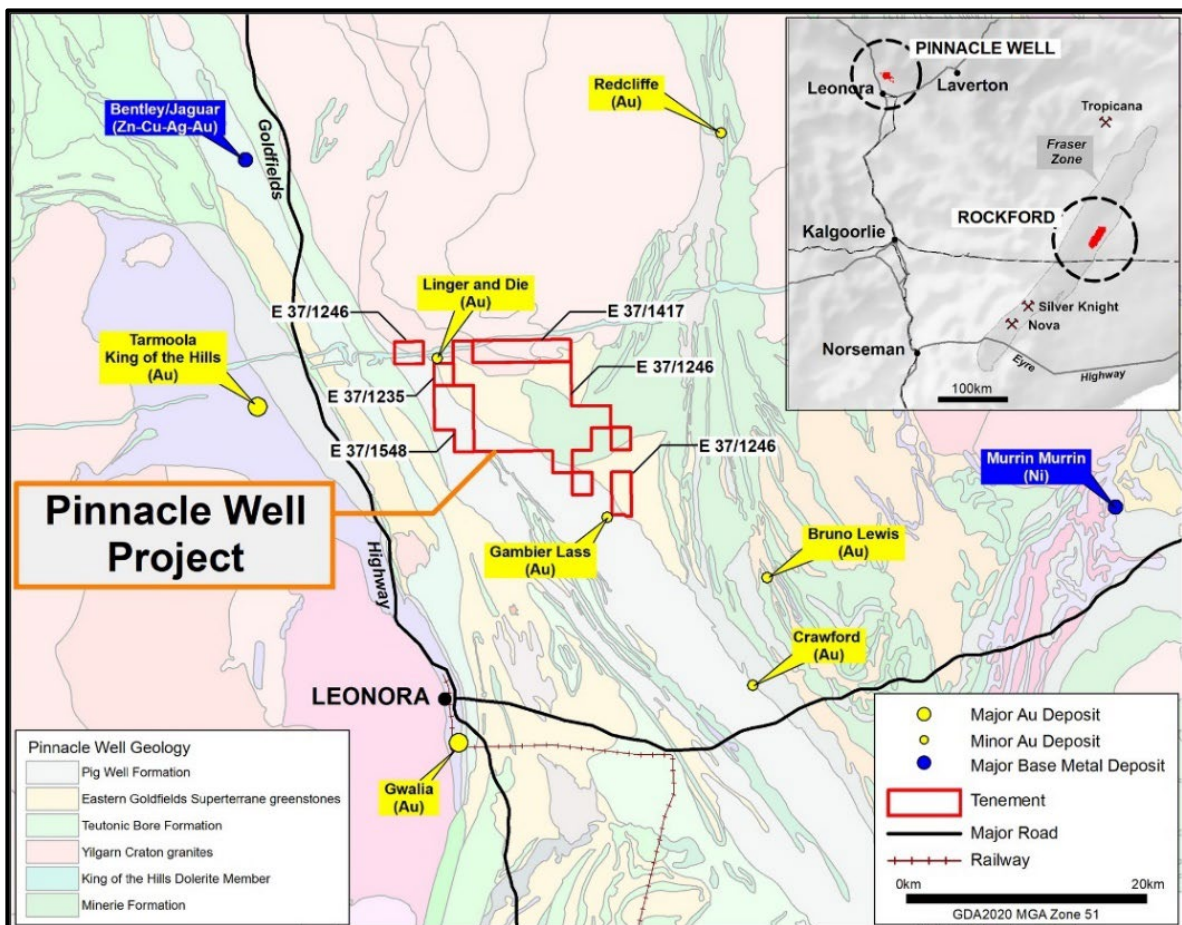 PINNACLE WELL
Leonora
Laverton
Tropicana
Fraser
Zone
ROCKFORD
Kalgoorlie
Silver Knight
Nova
Norseman
Eyre
Highway
100km
Redcliffe
(Au)
Bentley/Jaguar
(Zn-Cu-Ag-Au)
Goldfields
Linger and Die
(Au)
E 37/1246
E 37/1417
Tarmoola
King of the Hills
(Au)
E 37/1246
E 37/1235
E 37/1548
E 37/1246
Murrin Murrin
(Ni)
Pinnacle Well
Project
Gambier Lass
(Au)
Bruno Lewis
(Au)
Highway
Crawford
(Au)
LEONORA
Gwalia
(Au)
Pinnacle Well Geology
Pig Well Formation
Eastern Goldfields Superterrane greenstones
Teutonic Bore Formation
Yilgarn Craton granites
King of the Hills Dolerite Member
Minerie Formation
Major Au Deposit
Minor Au Deposit
Major Base Metal Deposit
Tenement
Major Road
Railway
0km 20km
GDA2020 MGA Zone 51